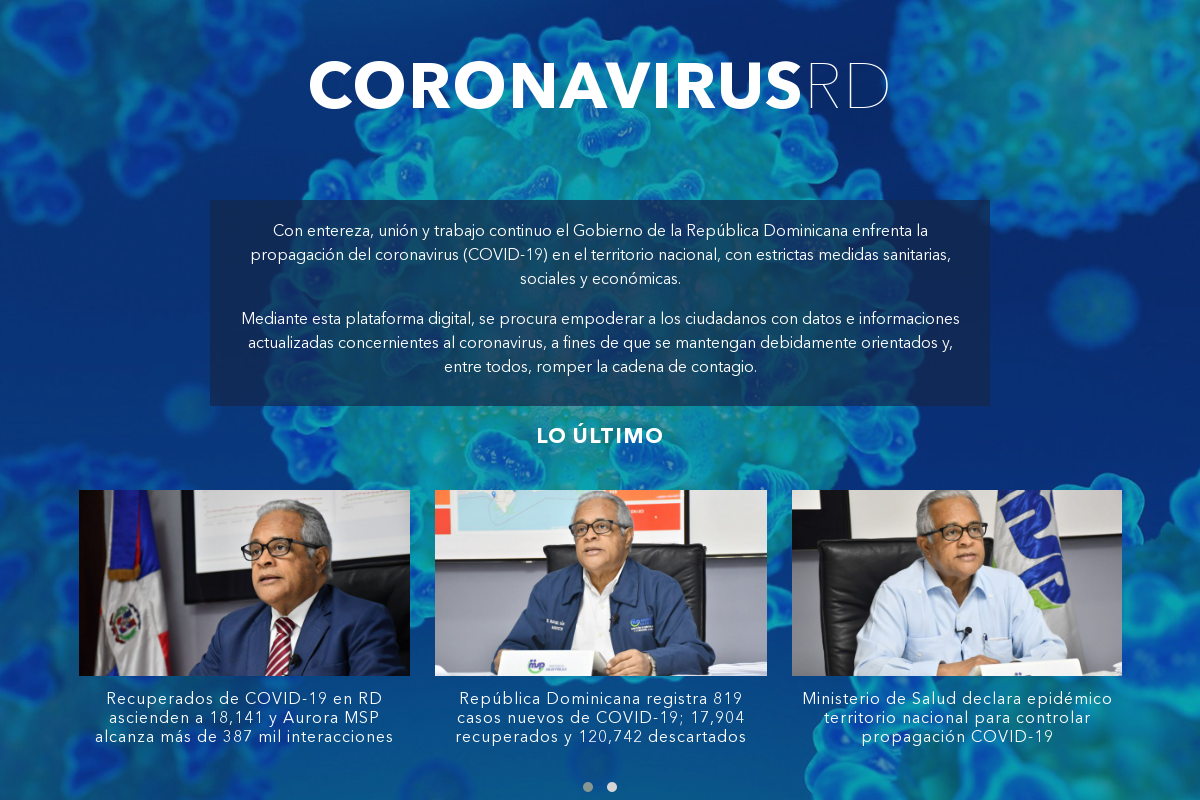 CORONAVIRUSRD
Con entereza, unión y trabajo continuo el Gobierno de la República Dominicana enfrenta la
propagación del coronavirus (COVID-19) en el territorio nacional, con estrictas medidas sanitarias,
sociales y económicas.
Mediante esta plataforma digital, se procura empoderar a los ciudadanos con datos e informaciones
actualizadas concernientes al coronavirus, a fines de que se mantengan debidamente orientados y,
entre todos, romper la cadena de contagio.
LO ÚLTIMO
Recuperados de COVID-19 en RD
ascienden a 18,141 y Aurora MSP
alcanza más de 387 mil interacciones
República Dominicana registra 819
casos nuevos de COVID-19; 17,904
recuperados y 120,742 descartados
Ministerio de Salud declara epidémico
territorio nacional para controlar
propagación COVID-19